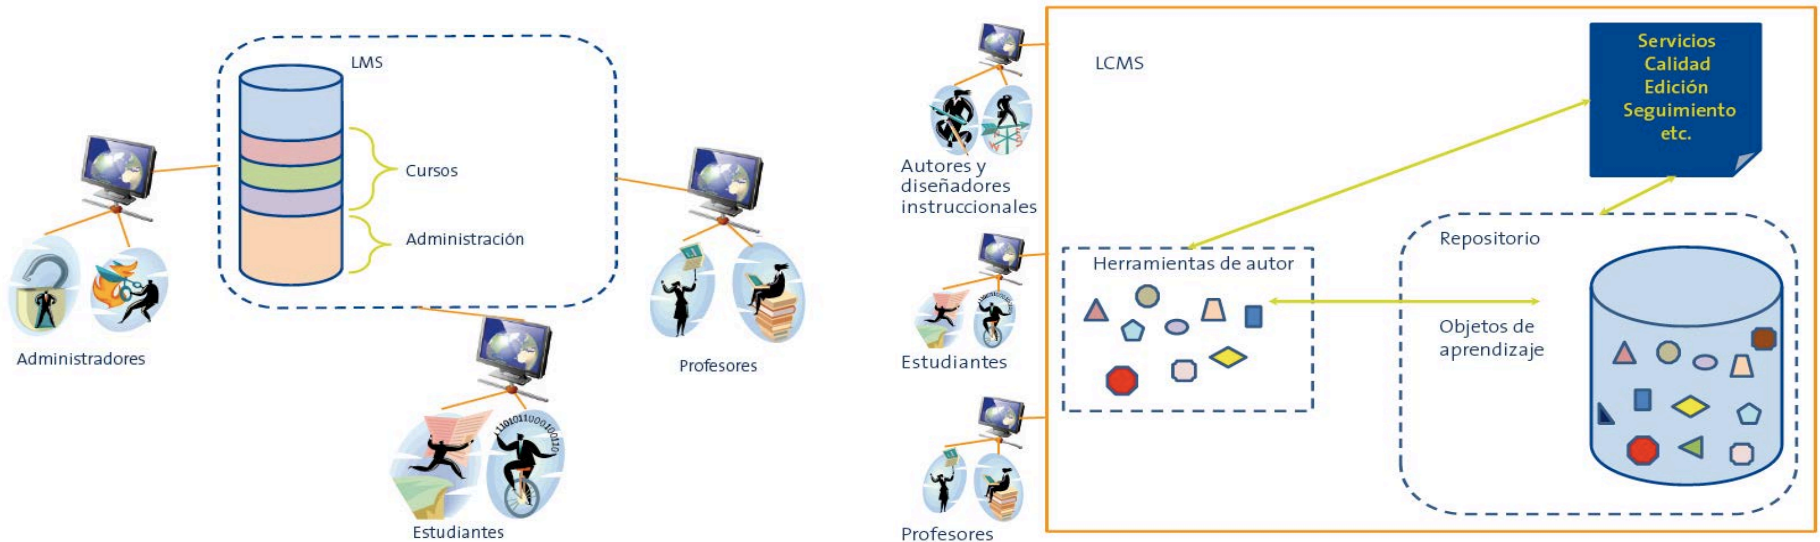 LMS
Cursos
Administración
Administradores
Profesores
110101100010011110
Estudiantes
LCMS
Servicios
Calidad
Edición
Seguimiento
etc.
Autores y
diseñadores
instruccionales
Herramientas de autor
Repositorio
Objetos de
aprendizaje
Estudiantes
Profesores